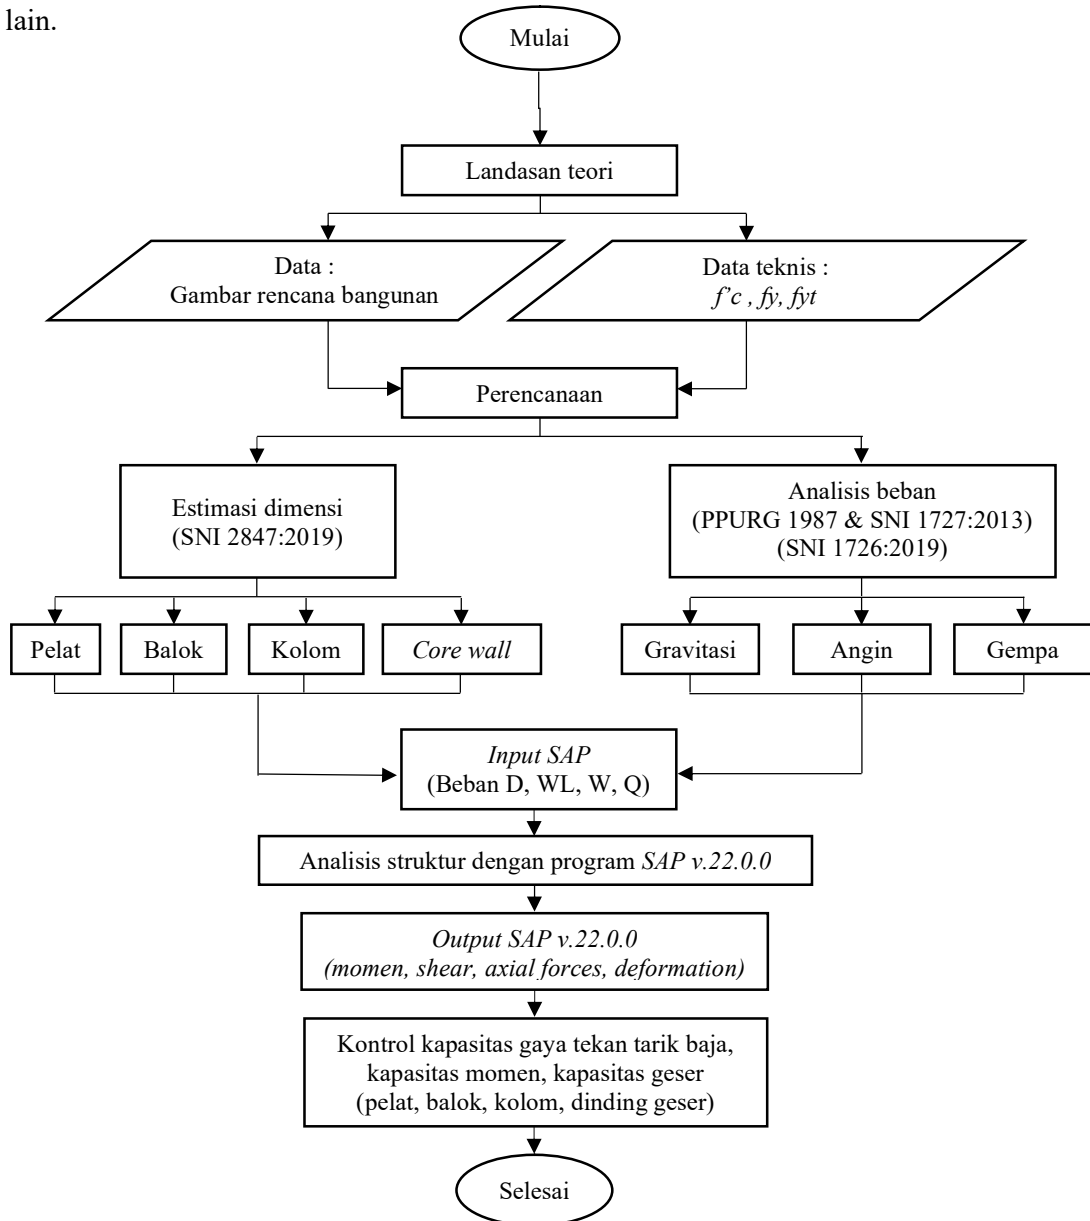 lain.
Mulai
Landasan teori
Data :
Gambar rencana bangunan
Data teknis :
f’c , fy, fyt
Perencanaan
Estimasi dimensi
(SNI 2847:2019)
Analisis beban
(PPURG 1987 & SNI 1727:2013)
(SNI 1726:2019)
Pelat
Balok
Kolom
Core wall
Gravitasi
Angin
Gempa
Input SAP
(Beban D, WL, W, Q)
Analisis struktur dengan program SAP v.22.0.0
Output SAP v.22.0.0
(momen, shear, axial forces, deformation)
Kontrol kapasitas gaya tekan tarik baja,
kapasitas momen, kapasitas geser
(pelat, balok, kolom, dinding geser)
Selesai